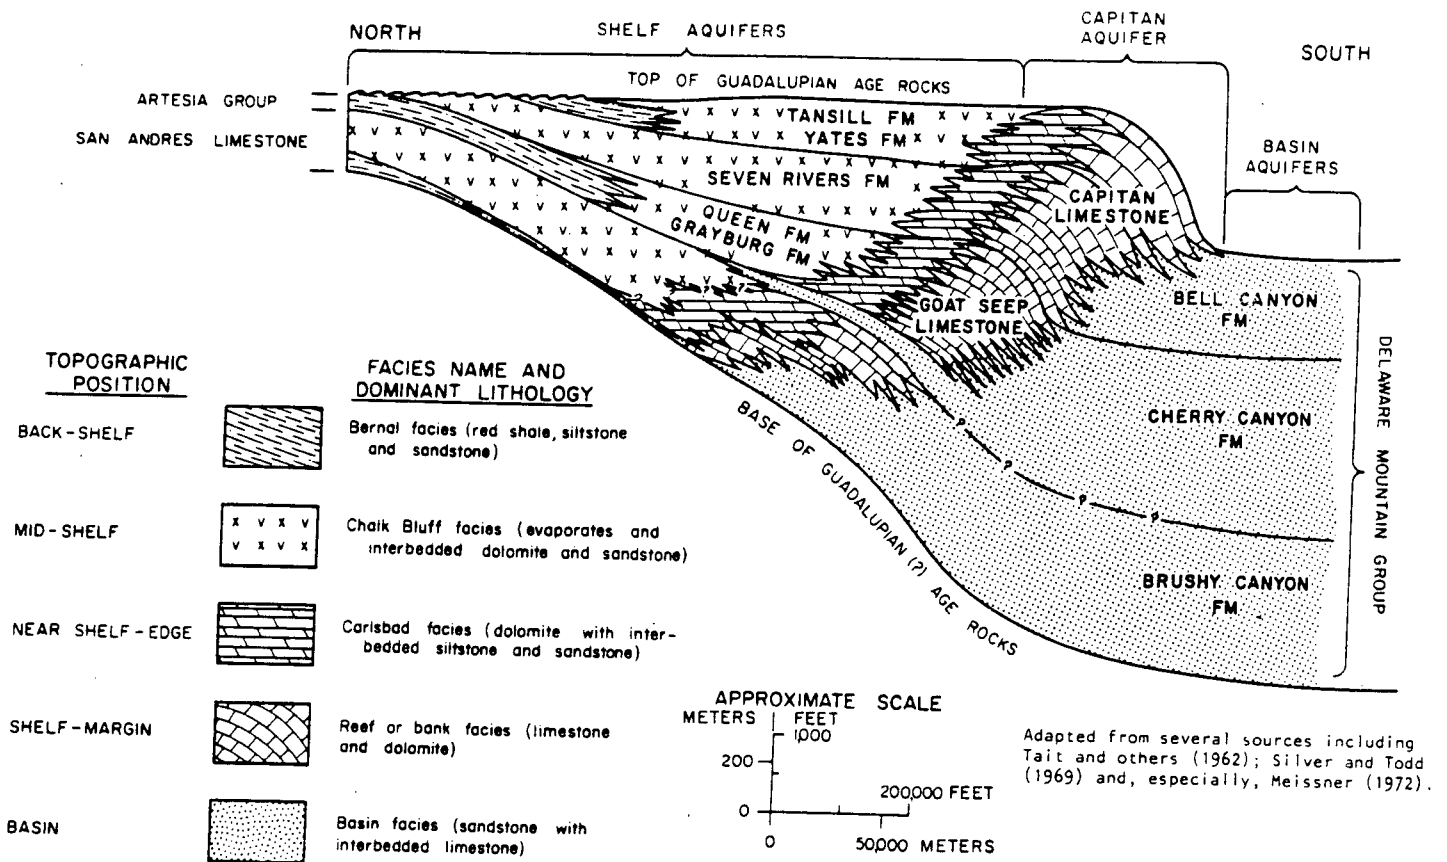 NORTH
SHELF AQUIFERS
CAPITAN
AQUIFER
SOUTH
TOP OF GUADALUPIAN AGE ROCKS
ARTESIA GROUP
SAN ANDRES LIMESTONE
TANSILL FM
YATES FM
SEVEN RIVERS FM
QUEEN FM
GRAYBURG FM
BASIN
AQUIFERS
CAPITAN
LIMESTONE
GOAT SEEP
LIMESTONE
BELL CANYON
FM
CHERRY CANYON
FM
BRUSHY CANYON
FM
DELAWARE MOUNTAIN GROUP
BASE OF GUADALUPIAN (?) AGE ROCKS
? ?
? ? ? ?
TOPOGRAPHIC
POSITION
FACIES NAME AND
DOMINANT LITHOLOGY
BACK-SHELF
Bernal facies (red shale, siltstone
and sandstone)
MID-SHELF
Chalk Bluff facies (evaporates and
interbedded dolomite and sandstone)
NEAR SHELF-EDGE
Carlsbad facies (dolomite with inter-
bedded siltstone and sandstone)
SHELF-MARGIN
Reef or bank facies (limestone
and dolomite)
BASIN
Basin facies (sandstone with
interbedded limestone)
APPROXIMATE SCALE
METERS FEET
1,000
200
0
200,000 FEET
0 50,000 METERS
Adapted from several sources including
Tait and others (1962); Silver and Todd
(1969) and, especially, Meissner (1972).